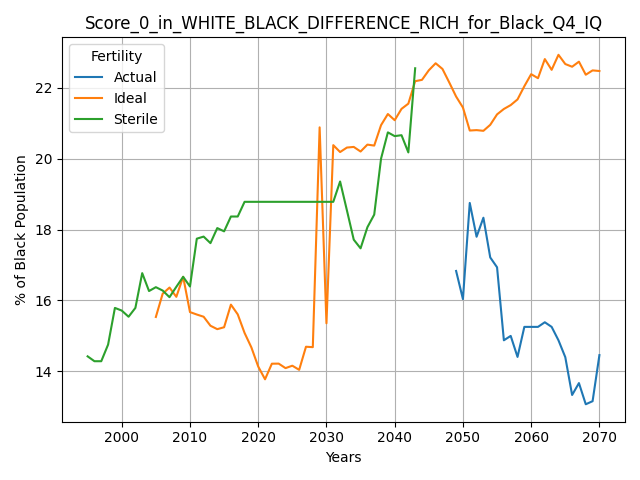 Score_0_in_WHITE_BLACK_DIFFERENCE_RICH_for_Black_Q4_IQ
Fertility
Actual
Ideal
Sterile
% of Black Population
22
20
18
16
14
2000 2010 2020 2030 2040 2050 2060 2070
Years